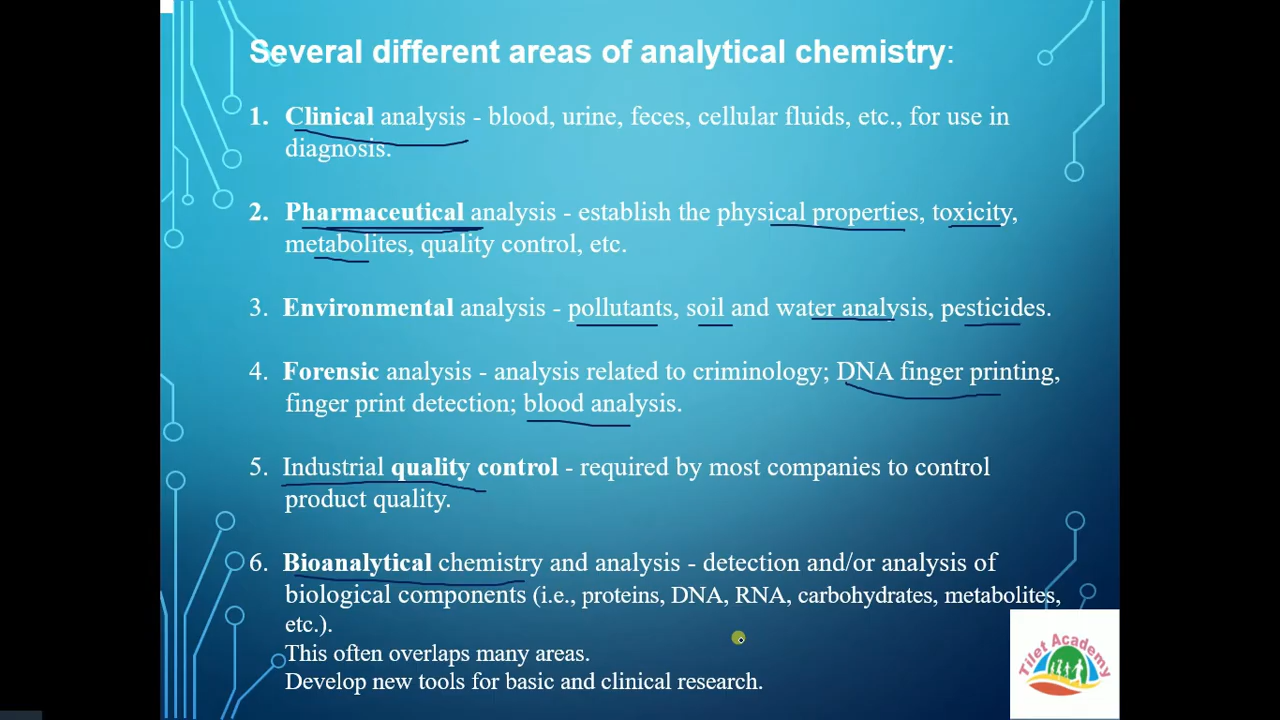 Several different areas of analytical chemistry:
1. Clinical analysis - blood, urine, feces, cellular fluids, etc., for use in
diagnosis.
2. Pharmaceutical analysis - establish the physical properties, toxicity,
metabolites, quality control, etc.
3. Environmental analysis - pollutants, soil and water analysis, pesticides.
4. Forensic analysis - analysis related to criminology; DNA finger printing,
finger print detection; blood analysis.
5. Industrial quality control - required by most companies to control
product quality.
6. Bioanalytical chemistry and analysis - detection and/or analysis of
biological components (i.e., proteins, DNA, RNA, carbohydrates, metabolites,
etc.).
This often overlaps many areas.
Develop new tools for basic and clinical research.
Tilet Academy